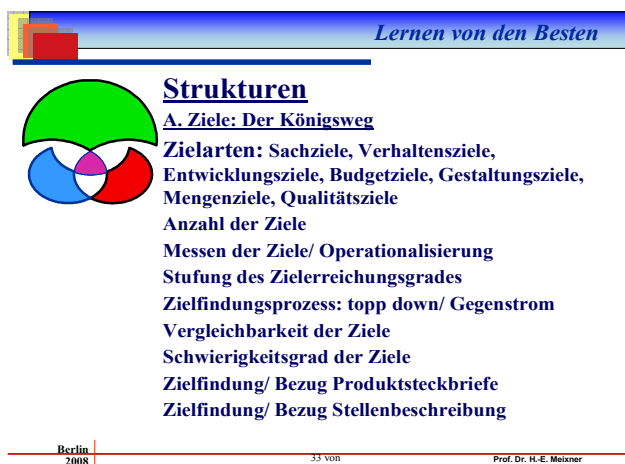 Lernen von den Besten
Strukturen
A. Ziele: Der Königsweg
Zielarten: Sachziele, Verhaltensziele,
Entwicklungsziele, Budgetziele, Gestaltungsziele,
Mengenziele, Qualitätsziele
Anzahl der Ziele
Messen der Ziele/ Operationalisierung
Stufung des Zielerreichungsgrades
Zielfindungsprozess: topp down/ Gegenstrom
Vergleichbarkeit der Ziele
Schwierigkeitsgrad der Ziele
Zielfindung/ Bezug Produktsteckbriefe
Zielfindung/ Bezug Stellenbeschreibung
Berlin
2008
33 von
Prof. Dr. H.-E. Meixner